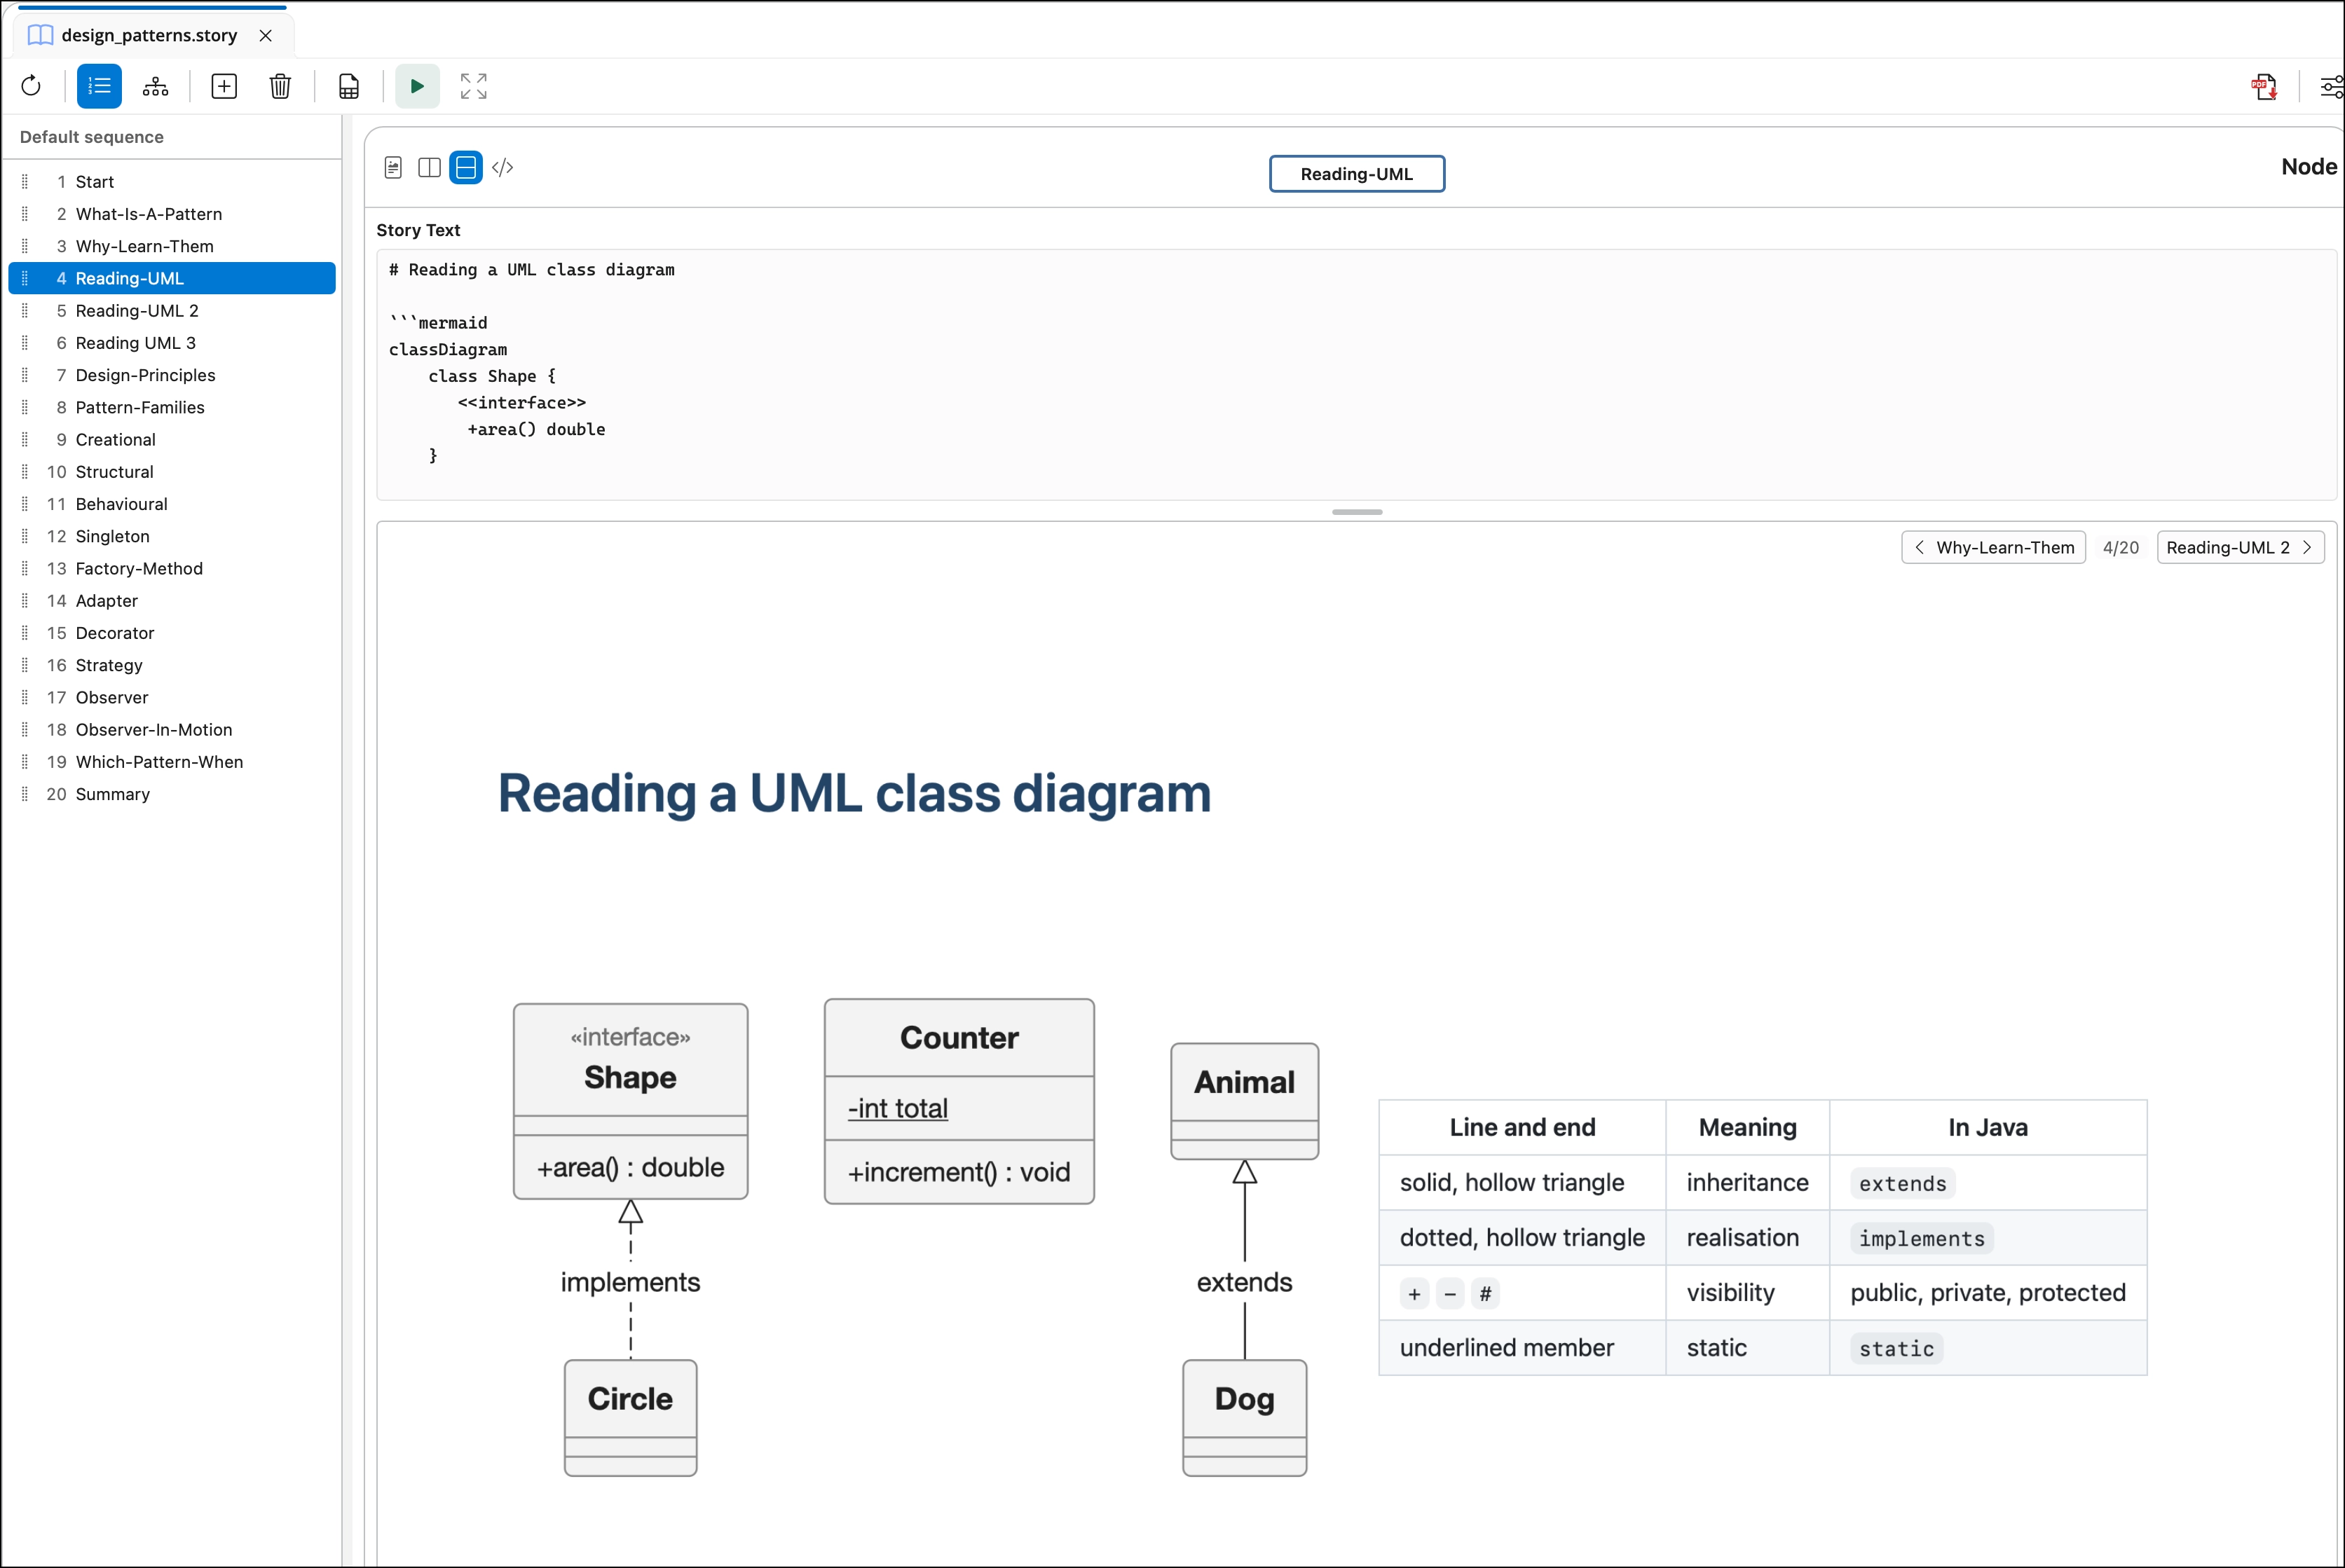 design_patterns.story
PDF
Default sequence
1 Start
2 What-Is-A-Pattern
3 Why-Learn-Them
4 Reading-UML
5 Reading-UML 2
6 Reading UML 3
7 Design-Principles
8 Pattern-Families
9 Creational
10 Structural
11 Behavioural
12 Singleton
13 Factory-Method
14 Adapter
15 Decorator
16 Strategy
17 Observer
18 Observer-In-Motion
19 Which-Pattern-When
20 Summary
Reading-UML
Node
Story Text
# Reading a UML class diagram
```mermaid
classDiagram
    class Shape {
       <<interface>>
        +area() double
    }
Why-Learn-Them 4/20 Reading-UML 2
Reading a UML class diagram
«interface»
Shape
+area() : double
implements
Circle
Counter
-int total
+increment() : void
Animal
extends
Dog
Line and end Meaning In Java
solid, hollow triangle inheritance extends
dotted, hollow triangle realisation implements
+ - # visibility public, private, protected
underlined member static static